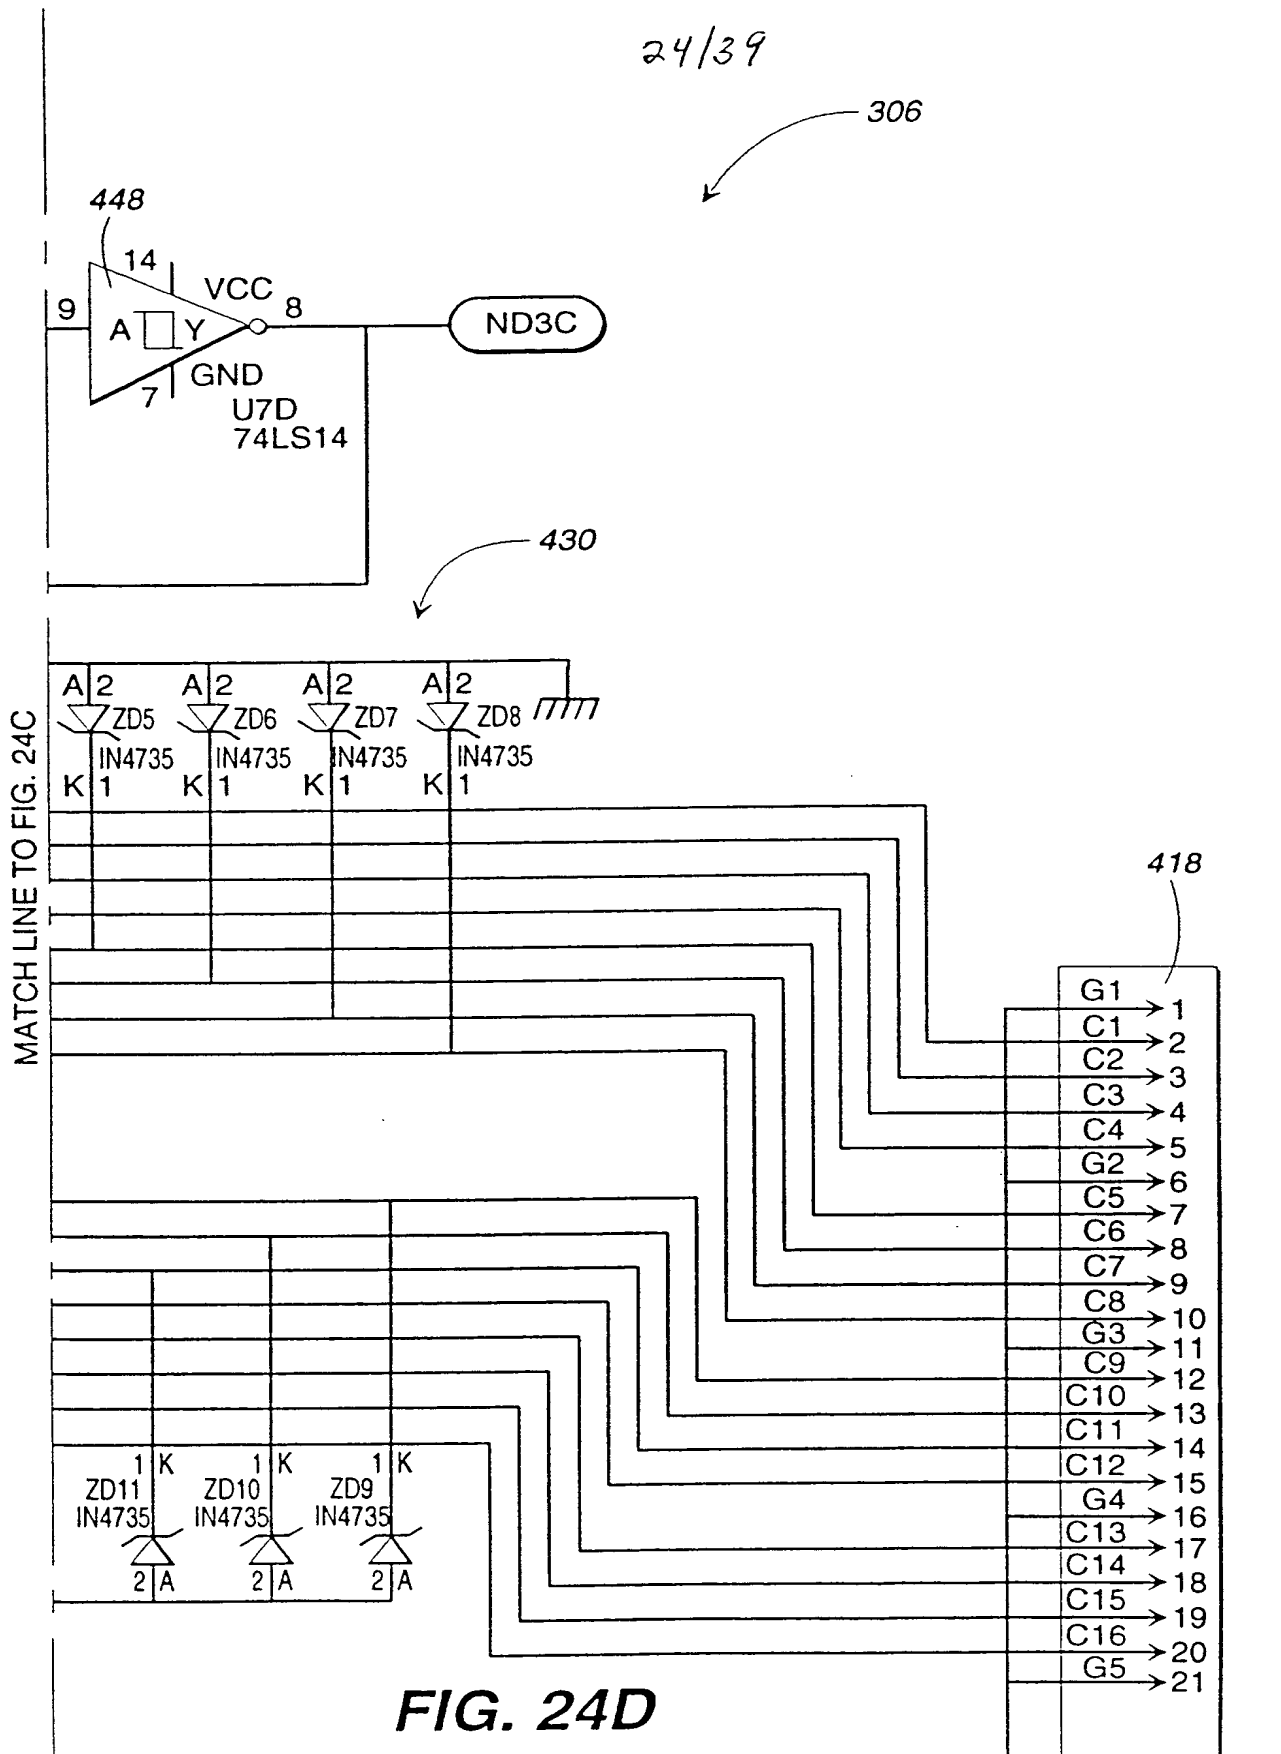 24/39
306
448
14
VCC
9
A
Y
8
ND3C
GND
7
U7D
74LS14
430
MATCH LINE TO FIG. 24C
A 2 A 2 A 2 A 2
ZD5 ZD6 ZD7 ZD8
IN4735 IN4735 IN4735 IN4735
K 1 K 1 K 1 K 1
418
G1 1
C1 2
C2 3
C3 4
C4 5
G2 6
C5 7
C6 8
C7 9
C8 10
G3 11
C9 12
C10 13
C11 14
C12 15
G4 16
C13 17
C14 18
C15 19
C16 20
G5 21
1 K 1 K 1 K
ZD11 ZD10 ZD9
IN4735 IN4735 IN4735
2 A 2 A 2 A
FIG. 24D